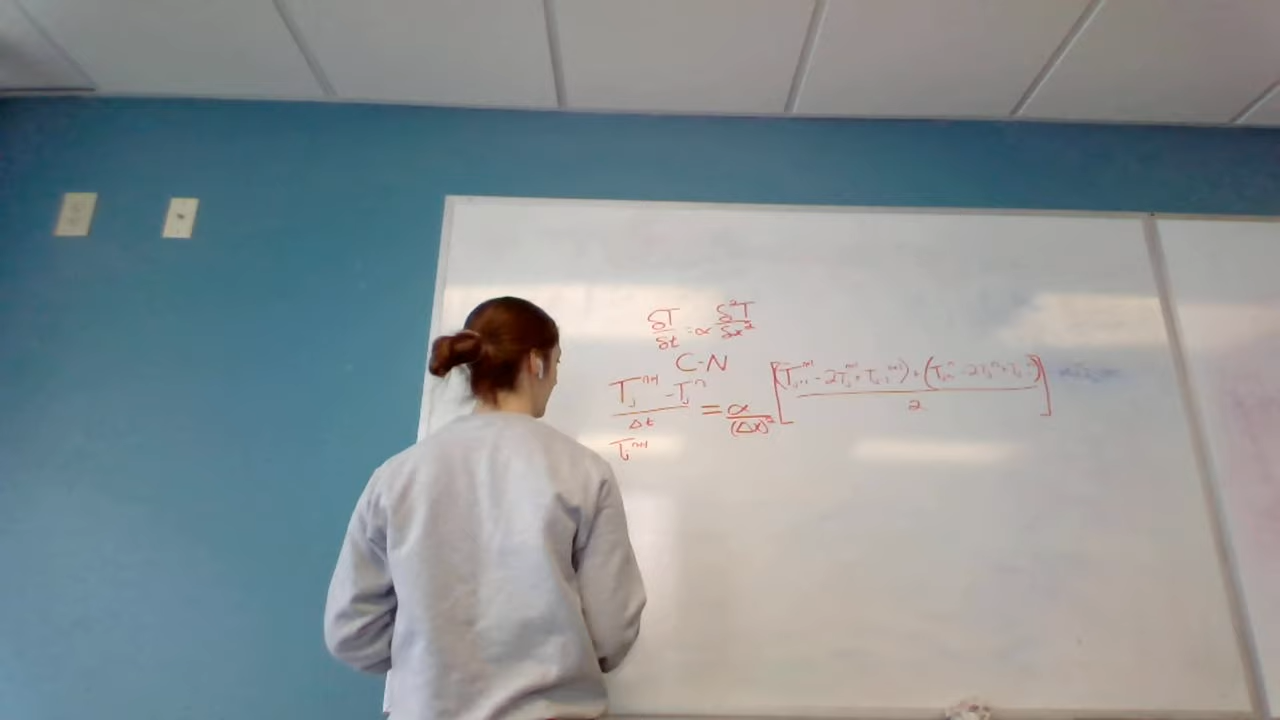 δT/δt = α δ²T/δx²
C-N
(T_j^{n+1} - T_j^n)/Δt = α/(Δx)² [((T_{j+1}^{n+1} - 2T_j^{n+1} + T_{j-1}^{n+1}) + (T_{j+1}^n - 2T_j^n + T_{j-1}^n))/2]
T_j^{n+1}